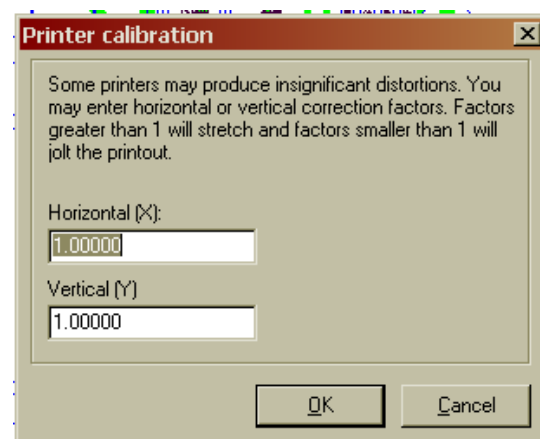 Printer calibration
Some printers may produce insignificant distortions. You
may enter horizontal or vertical correction factors. Factors
greater than 1 will stretch and factors smaller than 1 will
jolt the printout.
Horizontal (X):
1.00000
Vertical (Y)
1.00000
OK Cancel